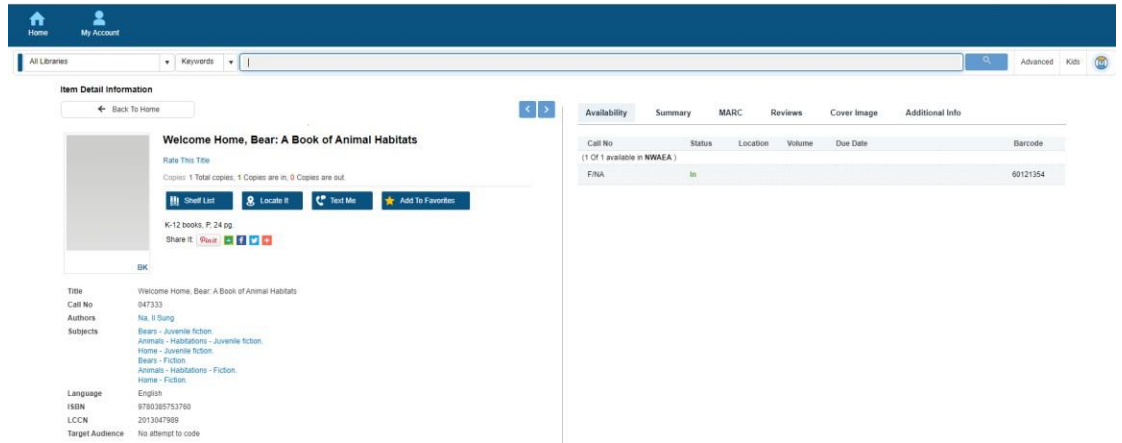 Home My Account
All Libraries Keywords Advanced Kids
Item Detail Information
Back To Home
Welcome Home, Bear: A Book of Animal Habitats
Rate This Title
Copies 1 Total copies, 1 Copies are in, 0 Copies are out.
Shelf List Locate It Text Me Add To Favorites
K-12 books, P, 24 pg.
Share It: Pin it
BK
Title Welcome Home, Bear: A Book of Animal Habitats
Call No 047333
Authors Na, Il Sung
Subjects Bears - Juvenile fiction.
Animals - Habitations - Juvenile fiction.
Home - Juvenile fiction.
Bears - Fiction.
Animals - Habitations - Fiction.
Home - Fiction.
Language English
ISBN 9780385753760
LCCN 2013047989
Target Audience No attempt to code
Availability Summary MARC Reviews Cover Image Additional Info
Call No Status Location Volume Due Date Barcode
(1 Of 1 available in NWAEA )
F/NA In 60121354